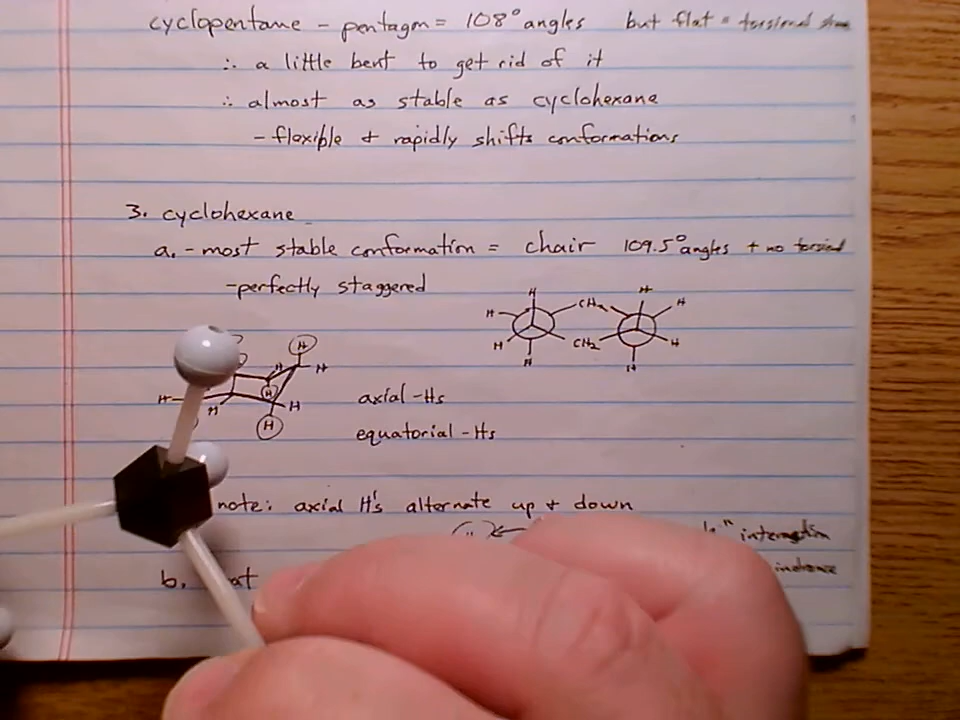 cyclopentane - pentagon = 108° angles but flat = torsional
∴ a little bent to get rid of it
∴ almost as stable as cyclohexane
- flexible + rapidly shifts conformations
3. cyclohexane
a. - most stable conformation = chair 109.5° angles + no
- perfectly staggered
H H H
H CH2 H
H CH2 H
H H
H
H H
H H H
H H
H
axial - Hs
equatorial - Hs
note: axial H's alternate up + down
" interaction
b.